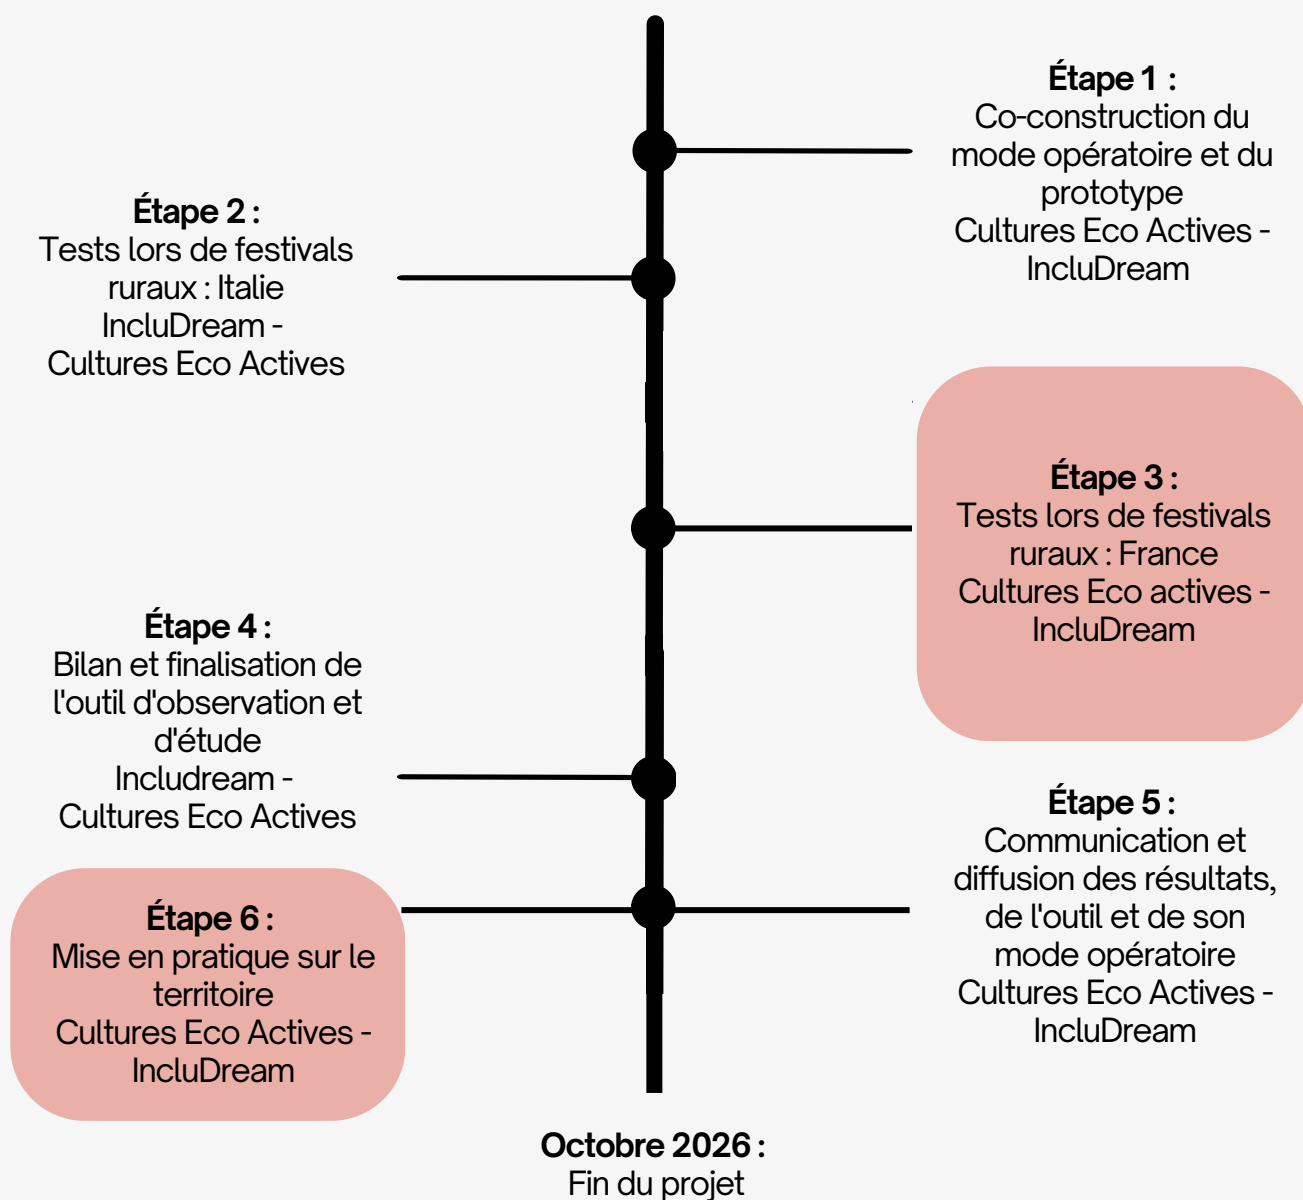 Étape 1 :
Co-construction du
mode opératoire et du
prototype
Cultures Eco Actives -
IncluDream
Étape 2 :
Tests lors de festivals
ruraux : Italie
IncluDream -
Cultures Eco Actives
Étape 3 :
Tests lors de festivals
ruraux : France
Cultures Eco actives -
IncluDream
Étape 4 :
Bilan et finalisation de
l'outil d'observation et
d'étude
Includream -
Cultures Eco Actives
Étape 5 :
Communication et
diffusion des résultats,
de l'outil et de son
mode opératoire
Cultures Eco Actives -
IncluDream
Étape 6 :
Mise en pratique sur le
territoire
Cultures Eco Actives -
IncluDream
Octobre 2026 :
Fin du projet